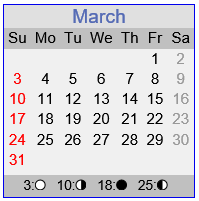 March
Su Mo Tu We Th Fr Sa
1 2
3 4 5 6 7 8 9
10 11 12 13 14 15 16
17 18 19 20 21 22 23
24 25 26 27 28 29 30
31
3: 10: 18: 25: